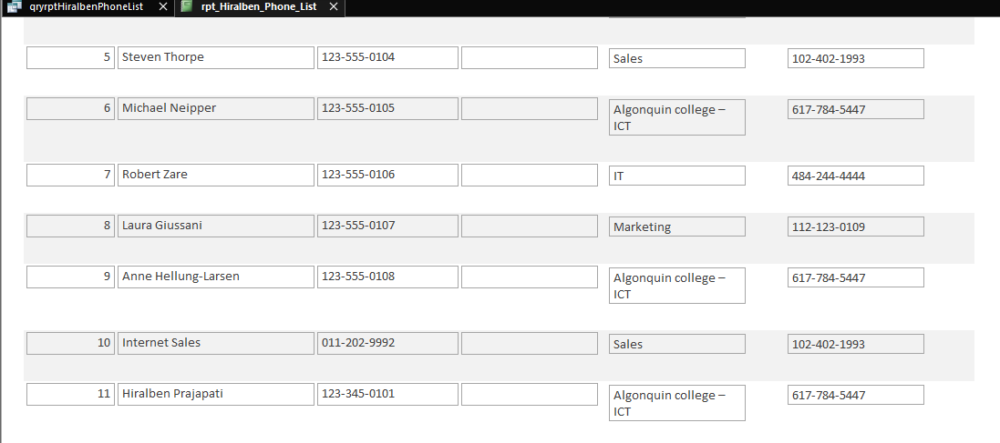 qryrptHiralbenPhoneList rpt_Hiralben_Phone_List
5 Steven Thorpe 123-555-0104 Sales 102-402-1993
6 Michael Neipper 123-555-0105 Algonquin college – 617-784-5447
ICT
7 Robert Zare 123-555-0106 IT 484-244-4444
8 Laura Giussani 123-555-0107 Marketing 112-123-0109
9 Anne Hellung-Larsen 123-555-0108 Algonquin college – 617-784-5447
ICT
10 Internet Sales 011-202-9992 Sales 102-402-1993
11 Hiralben Prajapati 123-345-0101 Algonquin college – 617-784-5447
ICT